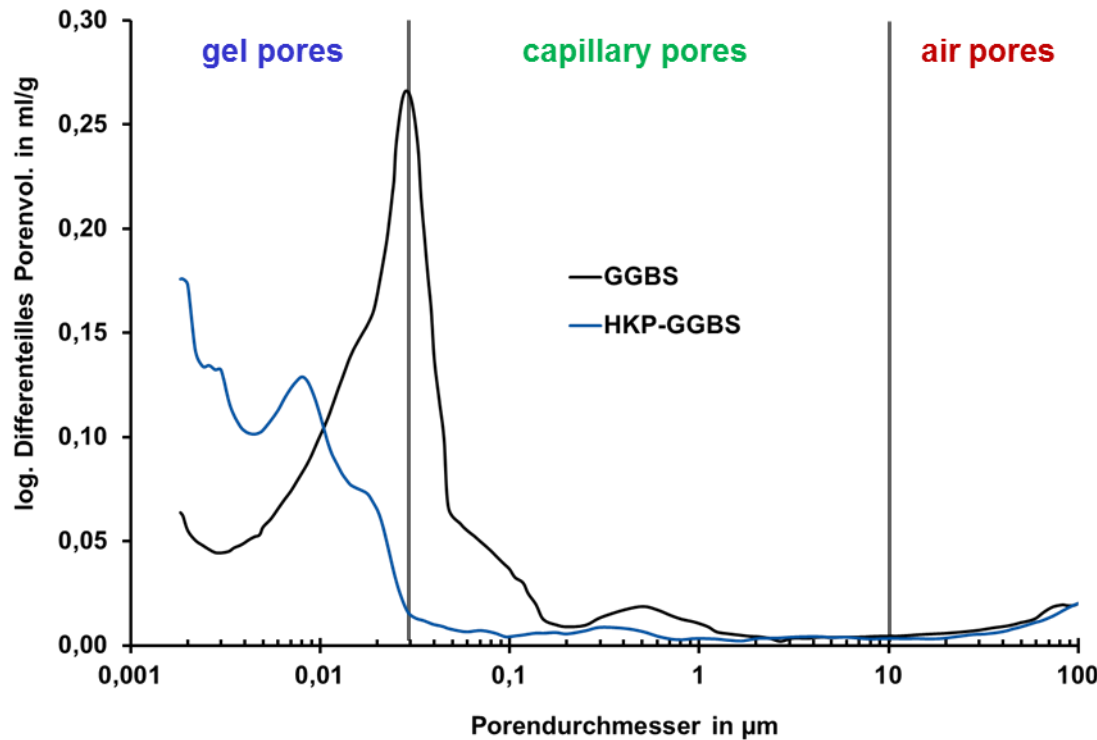 gel pores capillary pores air pores
log. Differenteilles Porenvol. in ml/g
0,30
0,25
0,20
0,15
0,10
0,05
0,00
GGBS
HKP-GGBS
0,001 0,01 0,1 1 10 100
Porendurchmesser in µm